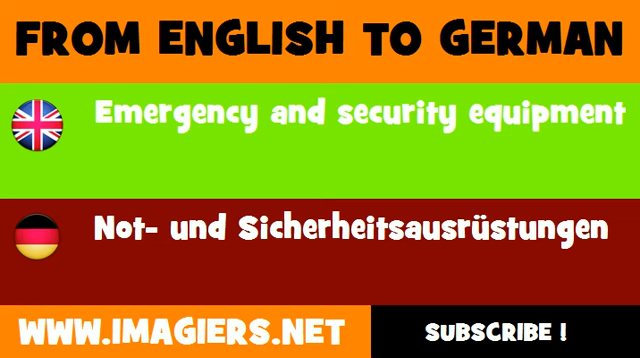 FROM ENGLISH TO GERMAN
Emergency and security equipment
Not- und Sicherheitsausrüstungen
WWW.IMAGIERS.NET
SUBSCRIBE !